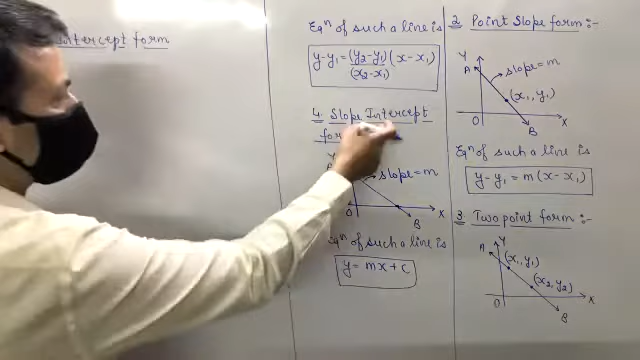 Intercept form
Eqⁿ of such a line is
y-y₁ = (y₂-y₁) (x-x₁)
(x₂-x₁)
4. Slope Intercept
for
Y
slope=m
O
X
B
Eqⁿ of such a line is
y = mx + c
2. Point Slope form :-
Y
A
slope=m
(x₁, y₁)
O
X
B
Eqⁿ of such a line is
y-y₁ = m(x-x₁)
3. Two point form :-
Y
A
(x₁, y₁)
(x₂, y₂)
O
X
B